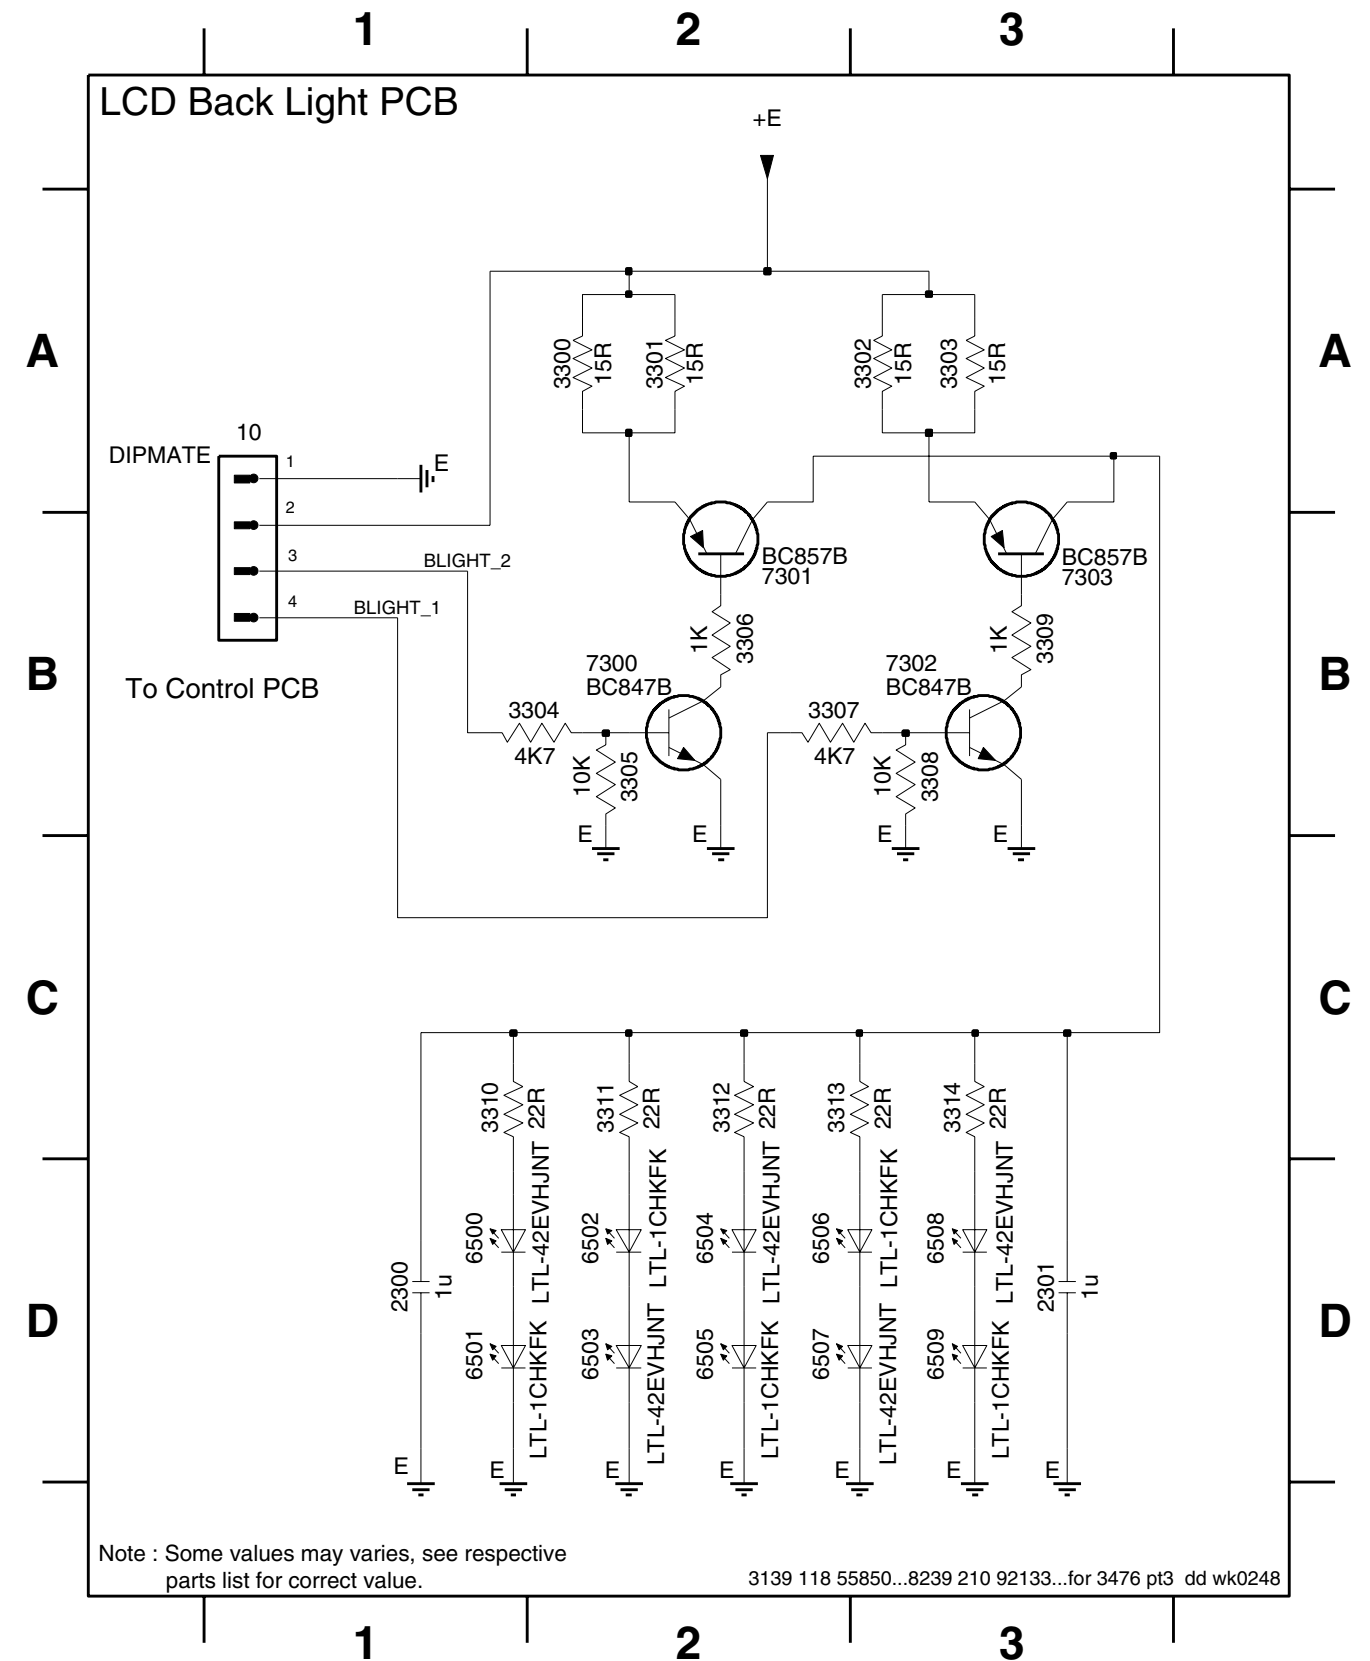 1 2 3
LCD Back Light PCB
+E
A A
3300 15R 3301 15R 3302 15R 3303 15R
10
DIPMATE
1 E
2
3 BLIGHT_2
4 BLIGHT_1
BC857B
7301
BC857B
7303
1K 3306
1K 3309
B B
To Control PCB
7300
BC847B
7302
BC847B
3304
4K7
3307
4K7
10K 3305
10K 3308
E E E E
C C
3310 22R 3311 22R 3312 22R 3313 22R 3314 22R
6500 LTL-42EVHJNT 6502 LTL-1CHKFK 6504 LTL-42EVHJNT 6506 LTL-1CHKFK 6508 LTL-42EVHJNT
2300 1u 2301 1u
D D
6501 LTL-1CHKFK 6503 LTL-42EVHJNT 6505 LTL-1CHKFK 6507 LTL-42EVHJNT 6509 LTL-1CHKFK
E E E E E E E
Note : Some values may varies, see respective
parts list for correct value.
3139 118 55850...8239 210 92133...for 3476 pt3 dd wk0248
1 2 3